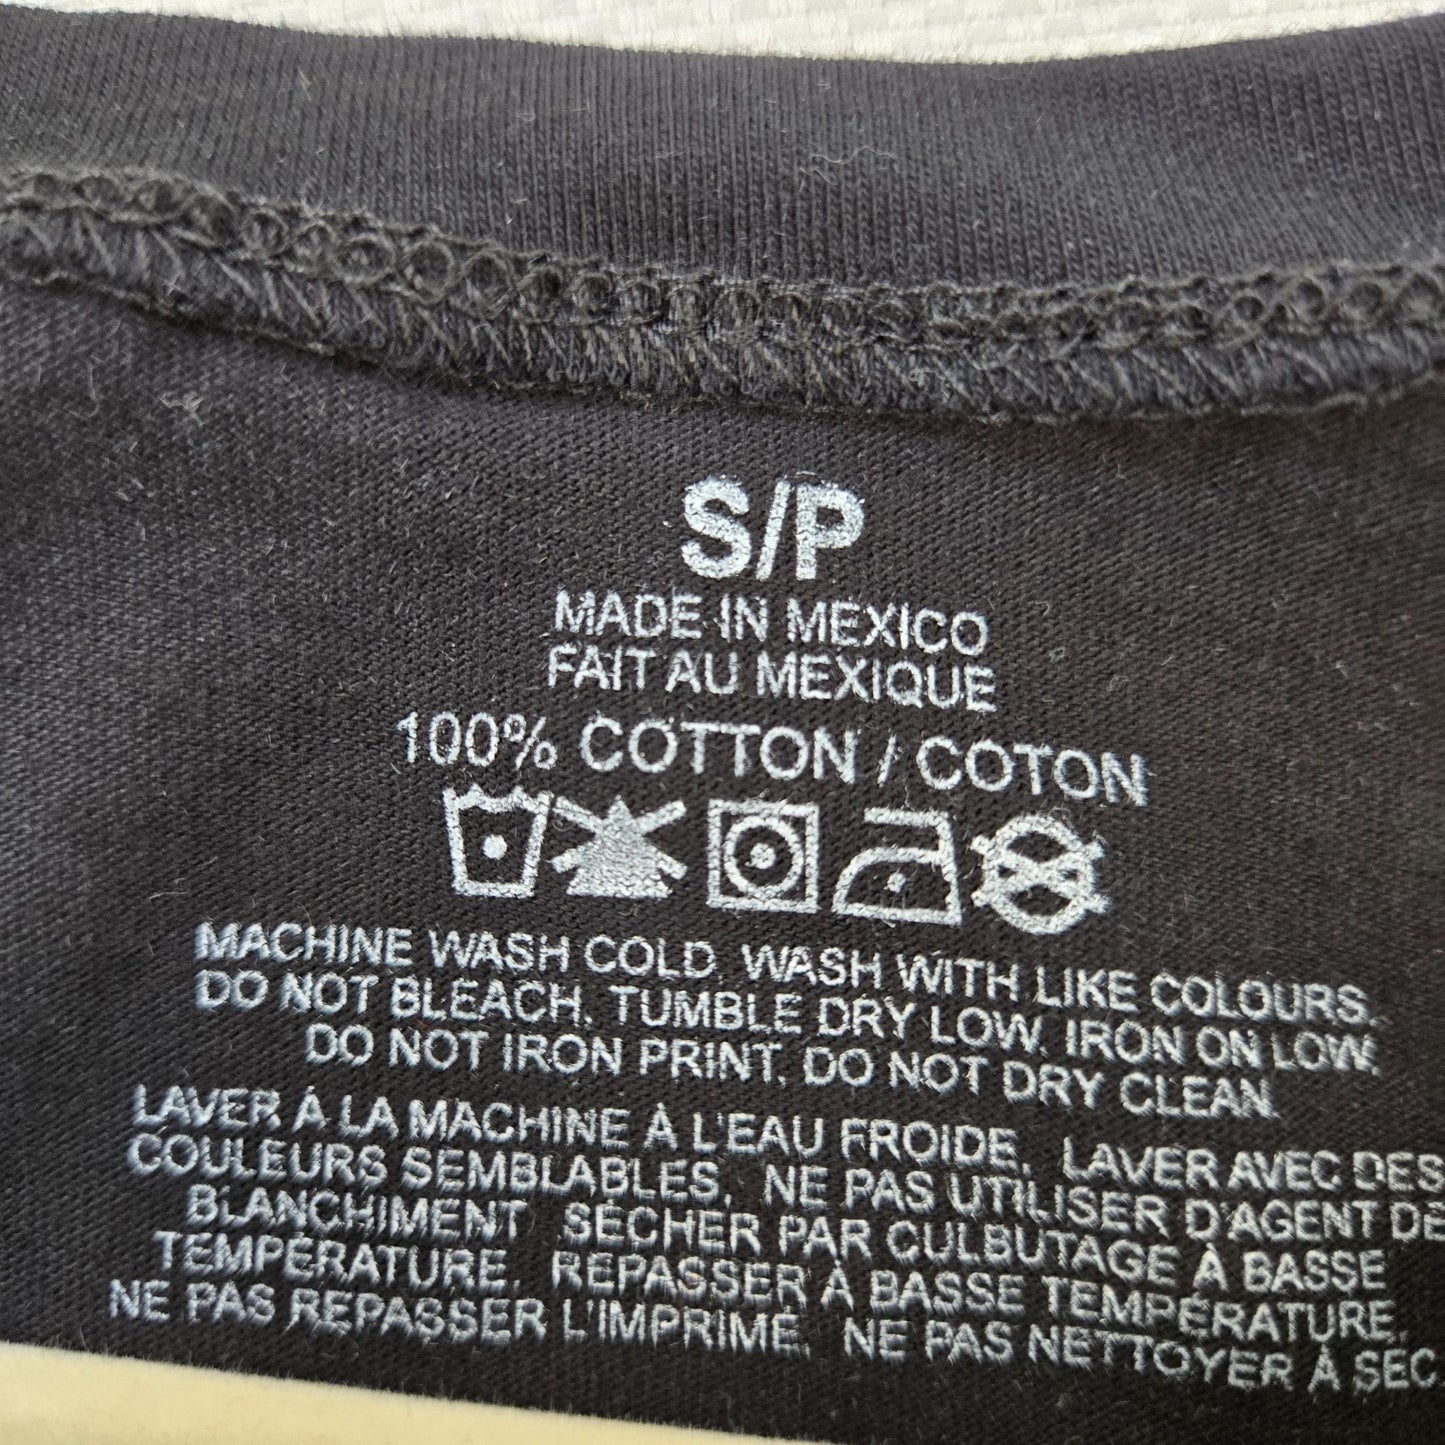 S/P
MADE IN MEXICO
FAIT AU MEXIQUE
100% COTTON / COTON
MACHINE WASH COLD. WASH WITH LIKE COLOURS.
DO NOT BLEACH. TUMBLE DRY LOW. IRON ON LOW.
DO NOT IRON PRINT. DO NOT DRY CLEAN.
LAVER À LA MACHINE À L'EAU FROIDE. LAVER AVEC DES
COULEURS SEMBLABLES. NE PAS UTILISER D'AGENT DE
BLANCHIMENT. SÉCHER PAR CULBUTAGE À BASSE
TEMPÉRATURE. REPASSER À BASSE TEMPÉRATURE.
NE PAS REPASSER L'IMPRIMÉ. NE PAS NETTOYER À SEC.